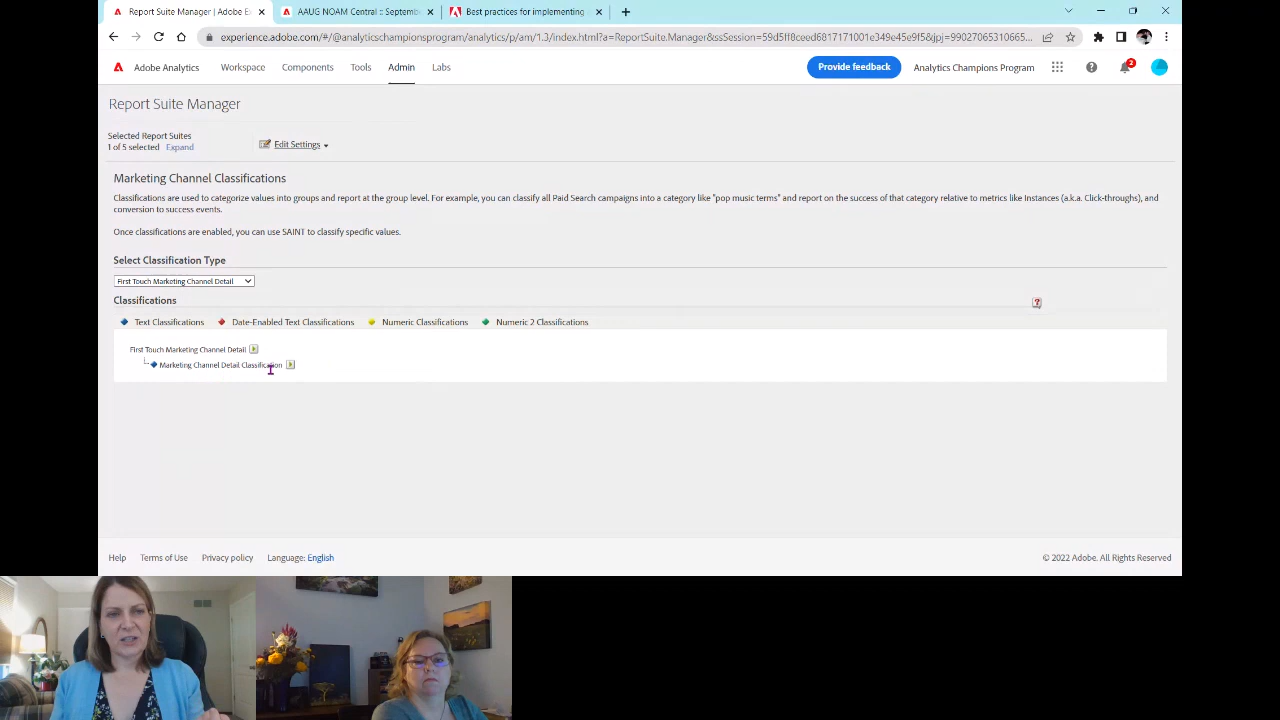 Report Suite Manager | Adobe Ex
AAUG NOAM Central :: Septembe
Best practices for implementing
experience.adobe.com/#/@analyticschampionsprogram/analytics/p/am/1.3/index.html?a=ReportSuite.Manager&ssSession=59d5ff8ceed6817171001e349e45e9f5&jpj=99027065310665...
Adobe Analytics
Workspace
Components
Tools
Admin
Labs
Provide feedback
Analytics Champions Program
2
Report Suite Manager
Selected Report Suites
1 of 5 selected Expand
Edit Settings
Marketing Channel Classifications
Classifications are used to categorize values into groups and report at the group level. For example, you can classify all Paid Search campaigns into a category like "pop music terms" and report on the success of that category relative to metrics like Instances (a.k.a. Click-throughs), and
conversion to success events.
Once classifications are enabled, you can use SAINT to classify specific values.
Select Classification Type
First Touch Marketing Channel Detail
Classifications
?
Text Classifications
Date-Enabled Text Classifications
Numeric Classifications
Numeric 2 Classifications
First Touch Marketing Channel Detail
Marketing Channel Detail Classification
Help
Terms of Use
Privacy policy
Language: English
© 2022 Adobe. All Rights Reserved